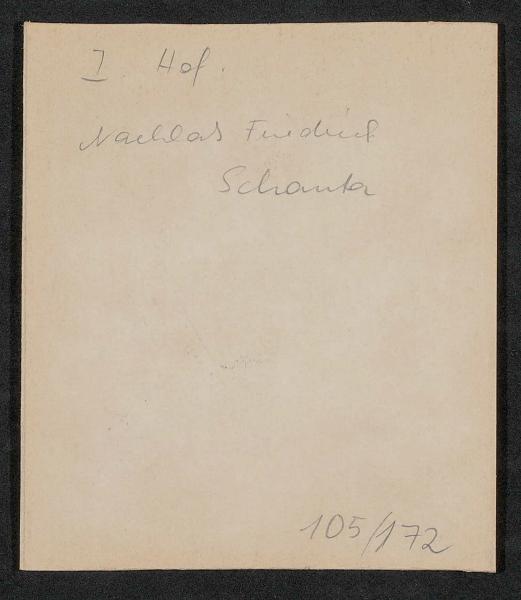 I. Hof.
Nachlaß Friedrich
Schanta
105/172